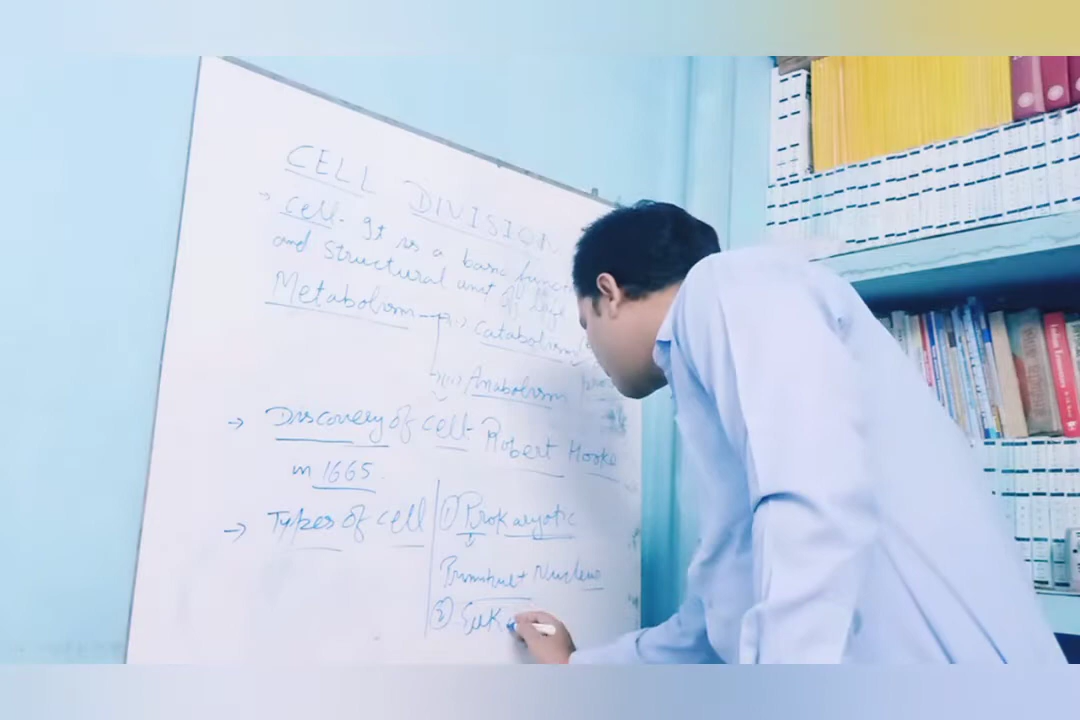 CELL DIVISION
→ Cell- It is a basic
and Structural unit of life
Metabolism → (i) Catabolism
→ (ii) Anabolism
→ Discovery of cell- Robert Hooke
in 1665.
→ Types of cell | ① Prokaryotic
Nucleus
② Euk